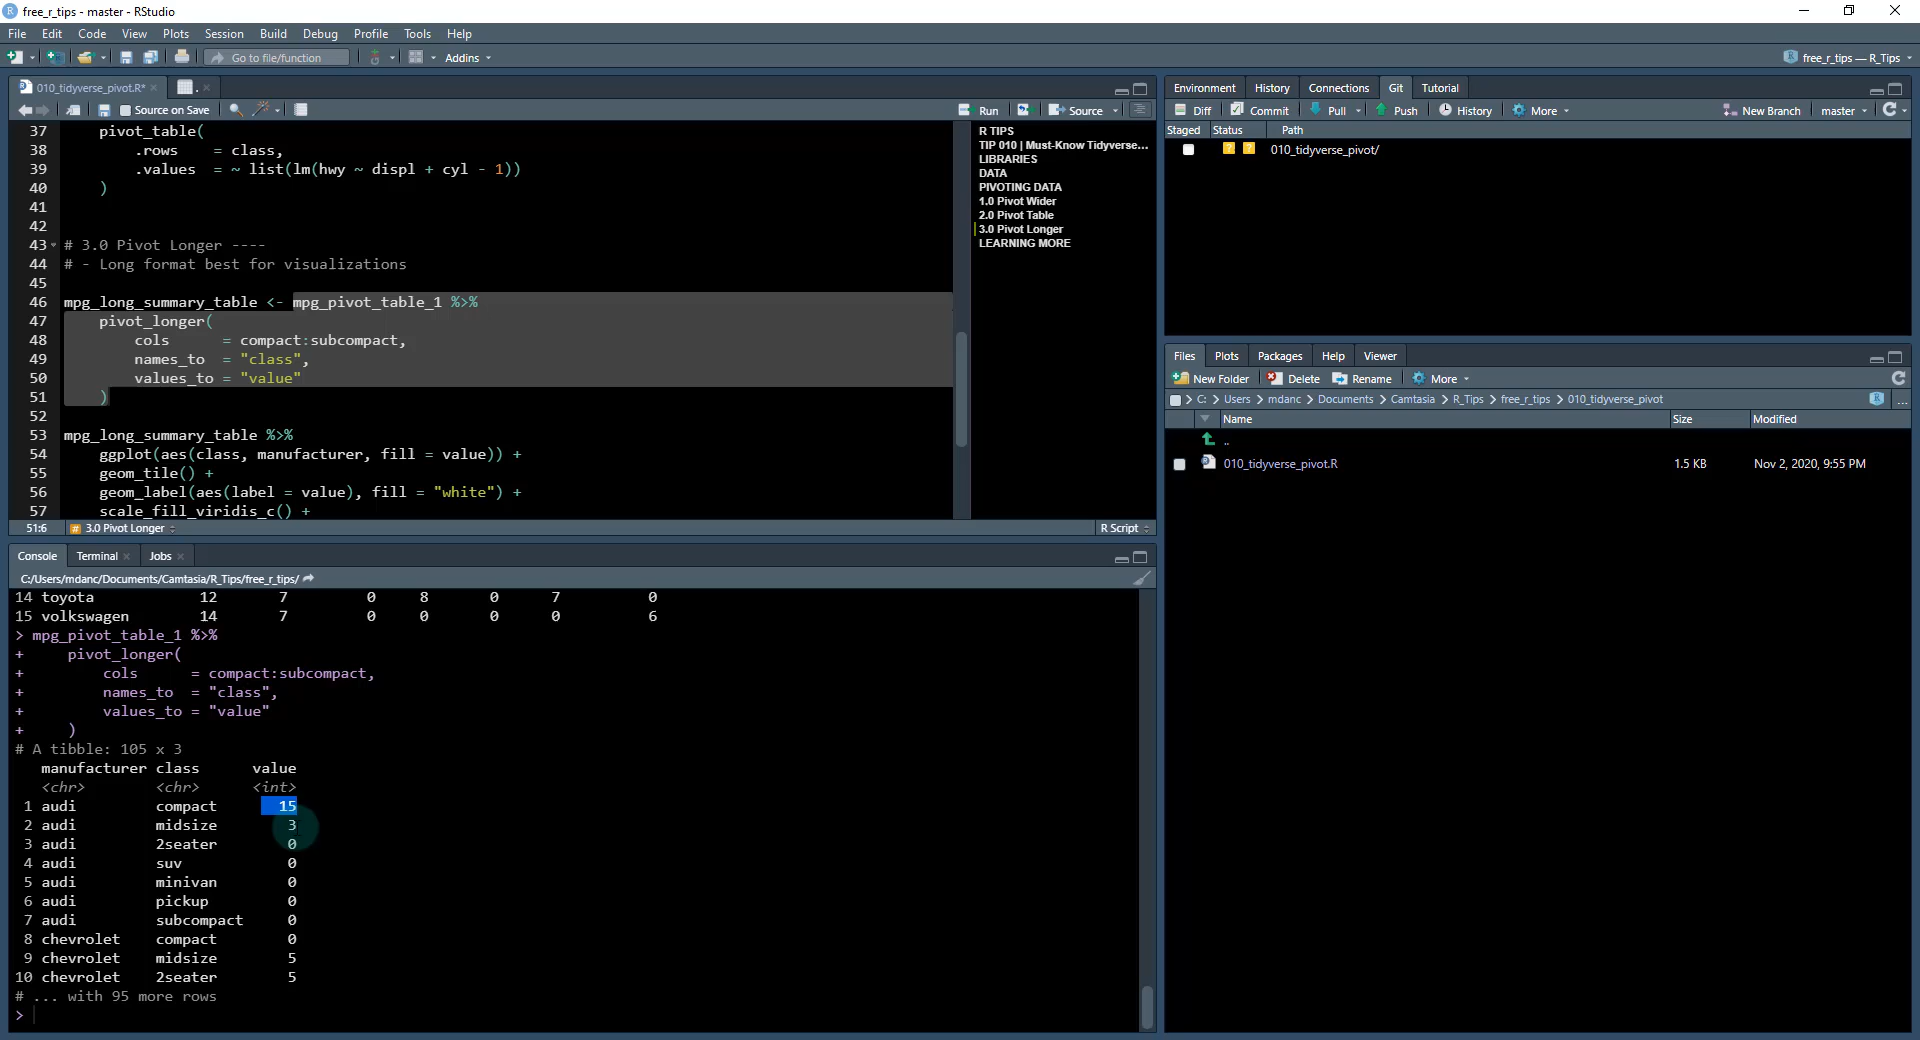 free_r_tips - master - RStudio
File Edit Code View Plots Session Build Debug Profile Tools Help
Go to file/function Addins free_r_tips — R_Tips
010_tidyverse_pivot.R* .
Source on Save Run Source
37 pivot_table(
38 .rows = class,
39 .values = ~ list(lm(hwy ~ displ + cyl - 1))
40 )
41
42
43 # 3.0 Pivot Longer ----
44 # - Long format best for visualizations
45
46 mpg_long_summary_table <- mpg_pivot_table_1 %>%
47 pivot_longer(
48 cols = compact:subcompact,
49 names_to = "class",
50 values_to = "value"
51 )
52
53 mpg_long_summary_table %>%
54 ggplot(aes(class, manufacturer, fill = value)) +
55 geom_tile() +
56 geom_label(aes(label = value), fill = "white") +
57 scale_fill_viridis_c() +
51:6 3.0 Pivot Longer R Script
R TIPS
TIP 010 | Must-Know Tidyverse...
LIBRARIES
DATA
PIVOTING DATA
1.0 Pivot Wider
2.0 Pivot Table
3.0 Pivot Longer
LEARNING MORE
Console Terminal Jobs
C:/Users/mdanc/Documents/Camtasia/R_Tips/free_r_tips/
14 toyota 12 7 0 8 0 7 0
15 volkswagen 14 7 0 0 0 0 6
> mpg_pivot_table_1 %>%
+ pivot_longer(
+ cols = compact:subcompact,
+ names_to = "class",
+ values_to = "value"
+ )
# A tibble: 105 x 3
manufacturer class value
<chr> <chr> <int>
1 audi compact 15
2 audi midsize 3
3 audi 2seater 0
4 audi suv 0
5 audi minivan 0
6 audi pickup 0
7 audi subcompact 0
8 chevrolet compact 0
9 chevrolet midsize 5
10 chevrolet 2seater 5
# ... with 95 more rows
>
Environment History Connections Git Tutorial
Diff Commit Pull Push History More New Branch master
Staged Status Path
? ? 010_tidyverse_pivot/
Files Plots Packages Help Viewer
New Folder Delete Rename More
C: > Users > mdanc > Documents > Camtasia > R_Tips > free_r_tips > 010_tidyverse_pivot ...
Name Size Modified
..
010_tidyverse_pivot.R 1.5 KB Nov 2, 2020, 9:55 PM